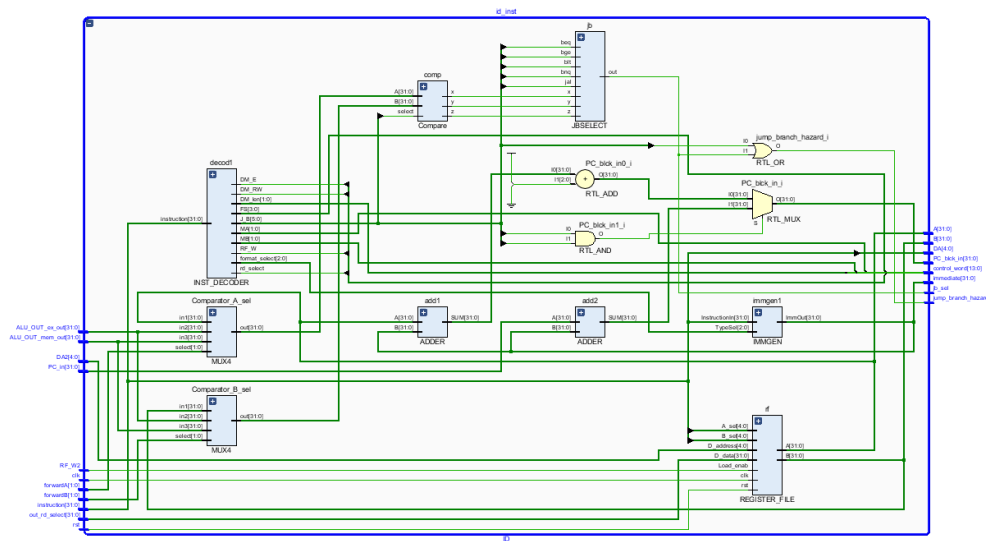 id_inst
jb
beq
bge
blt
bnq
jal
x
y
z
out
JBSELECT
comp
A[31:0]
B[31:0]
select
x
y
z
Compare
jump_branch_hazard_i
I0
I1
O
RTL_OR
decod1
instruction[31:0]
DM_E
DM_RW
DM_len[1:0]
FS[3:0]
J_B[5:0]
MA[1:0]
MB[1:0]
RF_W
format_select[2:0]
rd_select
INST_DECODER
PC_blck_in0_i
I0[31:0]
I1[2:0]
+
O[31:0]
RTL_ADD
PC_blck_in_i
I0[31:0]
I1[31:0]
S
O[31:0]
RTL_MUX
PC_blck_in1_i
I0
I1
O
RTL_AND
A[31:0]
B[31:0]
DA[4:0]
PC_blck_in[31:0]
control_word[13:0]
immediate[31:0]
jb_sel
jump_branch_hazard
Comparator_A_sel
in1[31:0]
in2[31:0]
in3[31:0]
select[1:0]
out[31:0]
MUX4
add1
A[31:0]
B[31:0]
SUM[31:0]
ADDER
add2
A[31:0]
B[31:0]
SUM[31:0]
ADDER
immgen1
InstructionIn[31:0]
TypeSel[2:0]
ImmOut[31:0]
IMMGEN
ALU_OUT_ex_out[31:0]
ALU_OUT_mem_out[31:0]
DA2[4:0]
PC_in[31:0]
Comparator_B_sel
in1[31:0]
in2[31:0]
in3[31:0]
select[1:0]
out[31:0]
MUX4
rf
A_sel[4:0]
B_sel[4:0]
D_address[4:0]
D_data[31:0]
Load_enab
clk
rst
A[31:0]
B[31:0]
REGISTER_FILE
RF_W2
clk
forwardA[1:0]
forwardB[1:0]
instruction[31:0]
out_rd_select[31:0]
rst
ID